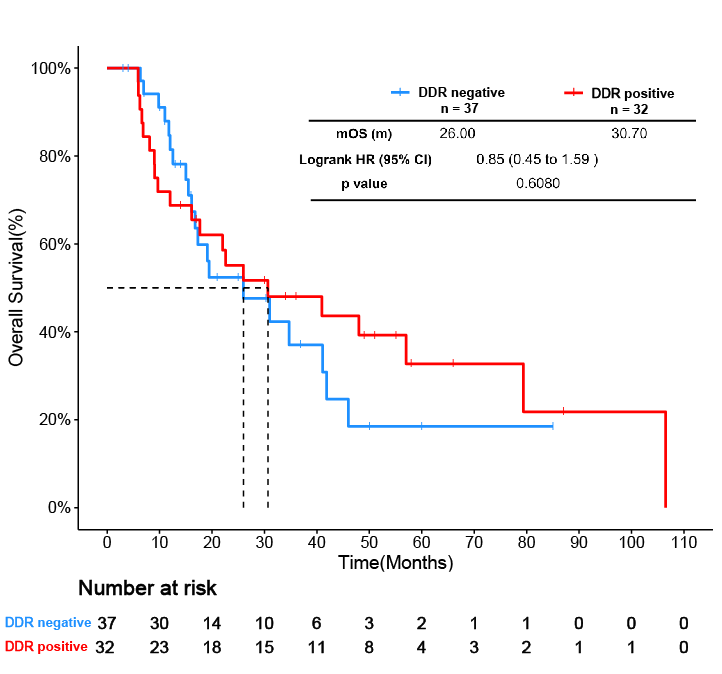 100%
80%
60%
40%
20%
0%
Overall Survival(%)
DDR negative
n = 37
DDR positive
n = 32
mOS (m) 26.00 30.70
Logrank HR (95% CI) 0.85 (0.45 to 1.59 )
p value 0.6080
0 10 20 30 40 50 60 70 80 90 100 110
Time(Months)
Number at risk
DDR negative 37 30 14 10 6 3 2 1 1 0 0 0
DDR positive 32 23 18 15 11 8 4 3 2 1 1 0